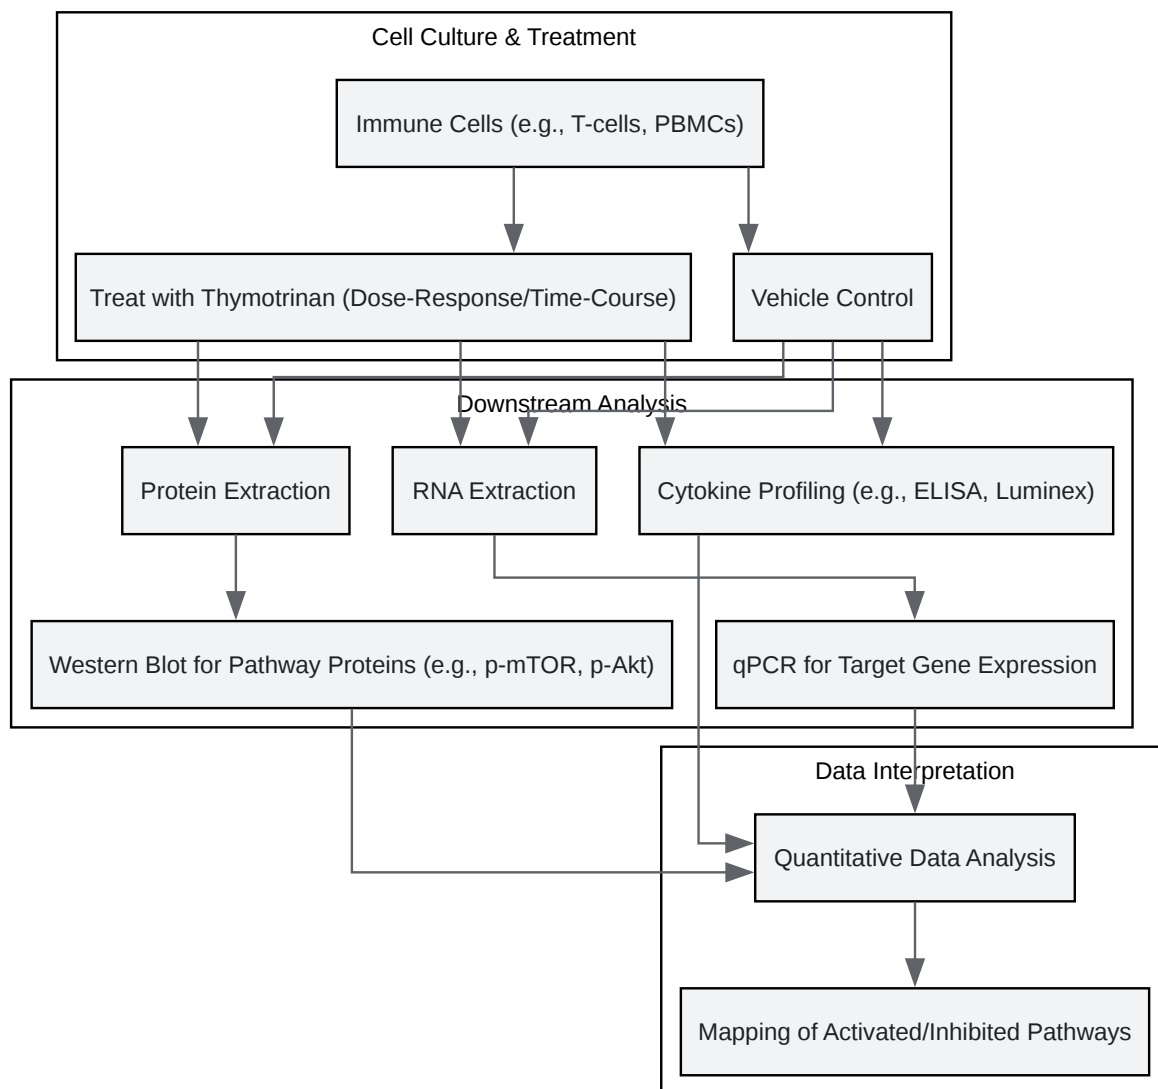 Cell Culture & Treatment
Immune Cells (e.g., T-cells, PBMCs)
Treat with Thymotrinan (Dose-Response/Time-Course)
Vehicle Control
Downstream Analysis
Protein Extraction
RNA Extraction
Cytokine Profiling (e.g., ELISA, Luminex)
Western Blot for Pathway Proteins (e.g., p-mTOR, p-Akt)
qPCR for Target Gene Expression
Data Interpretation
Quantitative Data Analysis
Mapping of Activated/Inhibited Pathways